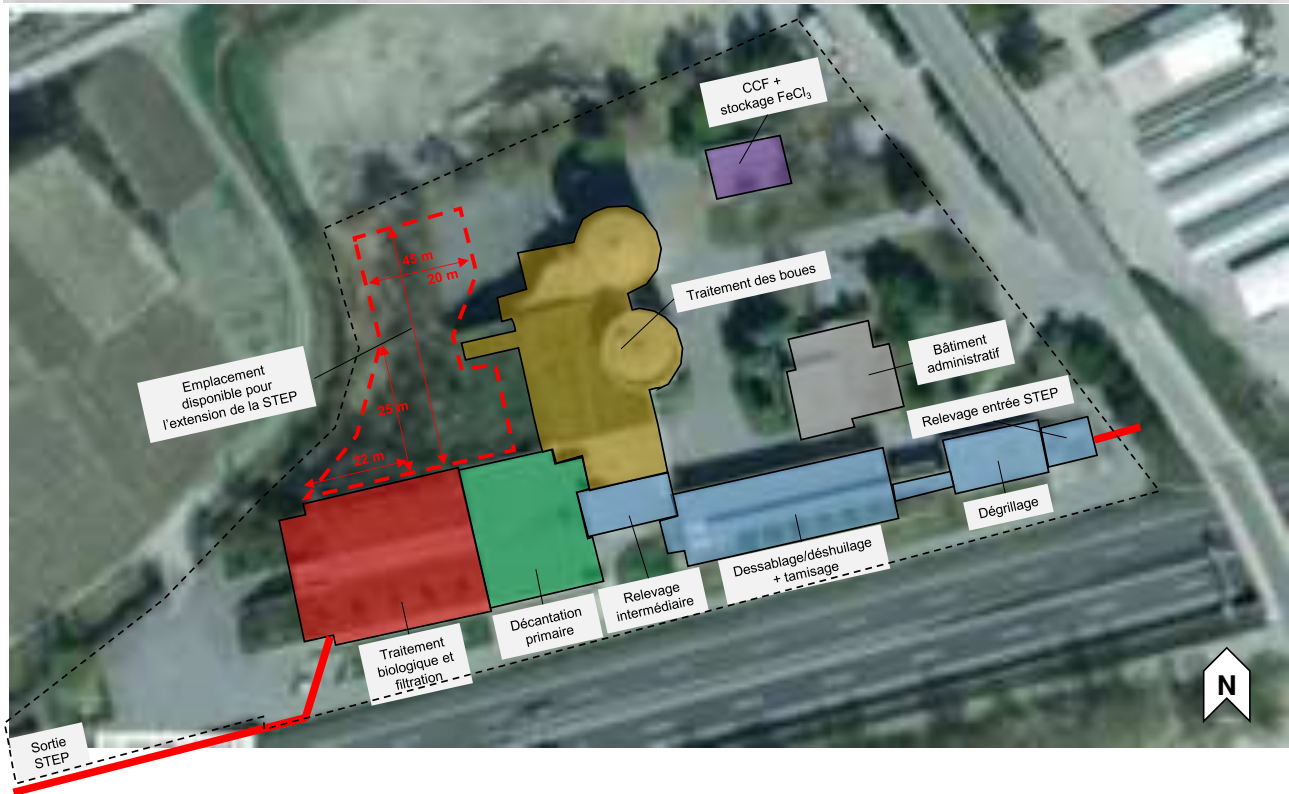 CCF +
stockage FeCl₃
45 m
20 m
Traitement des boues
Bâtiment
administratif
Emplacement
disponible pour
l'extension de la STEP
Relevage entrée STEP
25 m
22 m
Dégrillage
Dessablage/déshuilage
+ tamisage
Relevage
intermédiaire
Décantation
primaire
Traitement
biologique et
filtration
N
Sortie
STEP